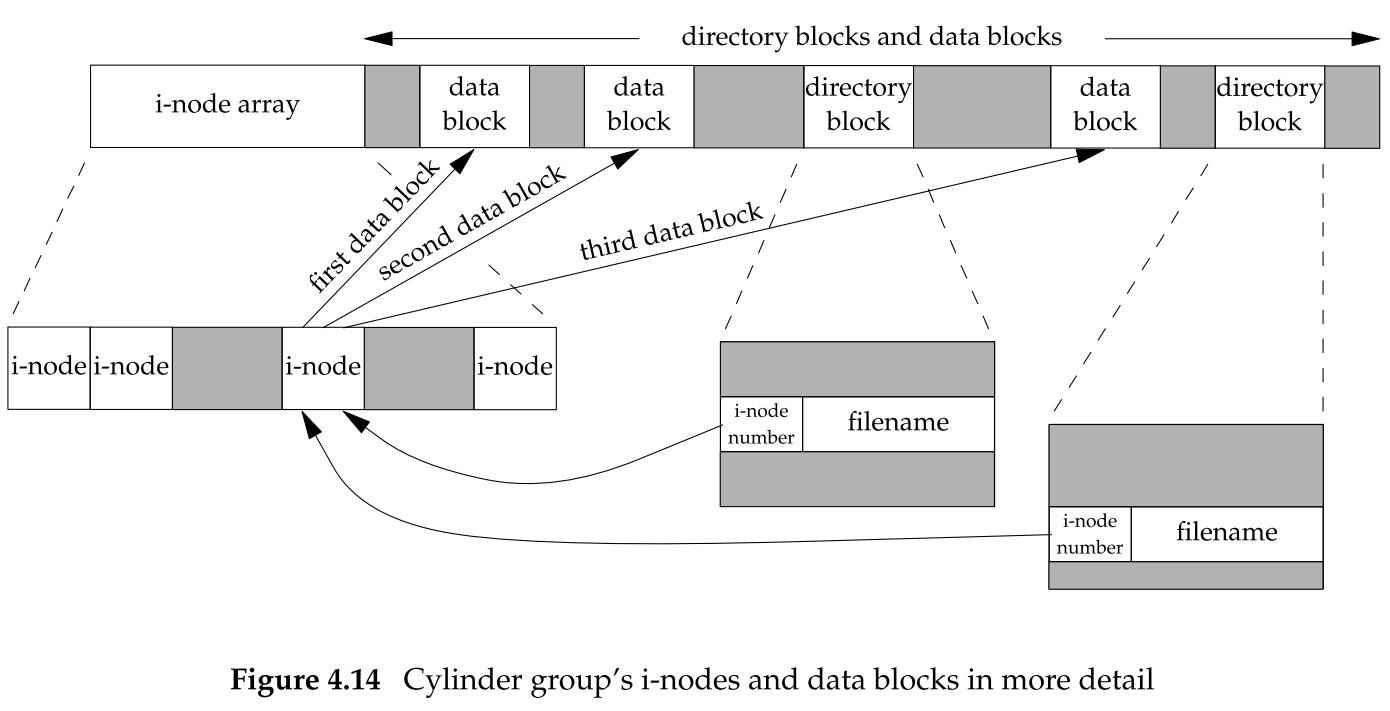 directory blocks and data blocks
i-node array
data
block
data
block
directory
block
data
block
directory
block
first data block
second data block
third data block
i-node
i-node
i-node
i-node
i-node
number
filename
i-node
number
filename
Figure 4.14 Cylinder group’s i-nodes and data blocks in more detail